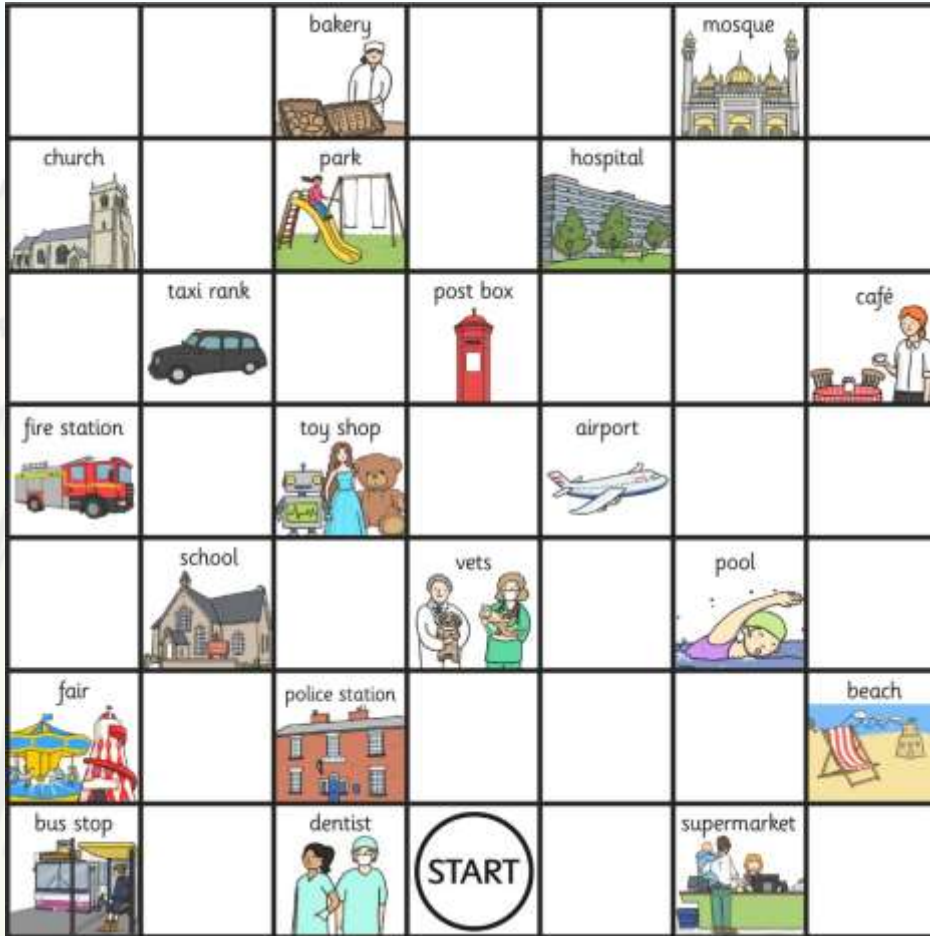 bakery
mosque
church
park
hospital
taxi rank
post box
café
fire station
toy shop
airport
school
vets
pool
fair
police station
beach
bus stop
dentist
START
supermarket